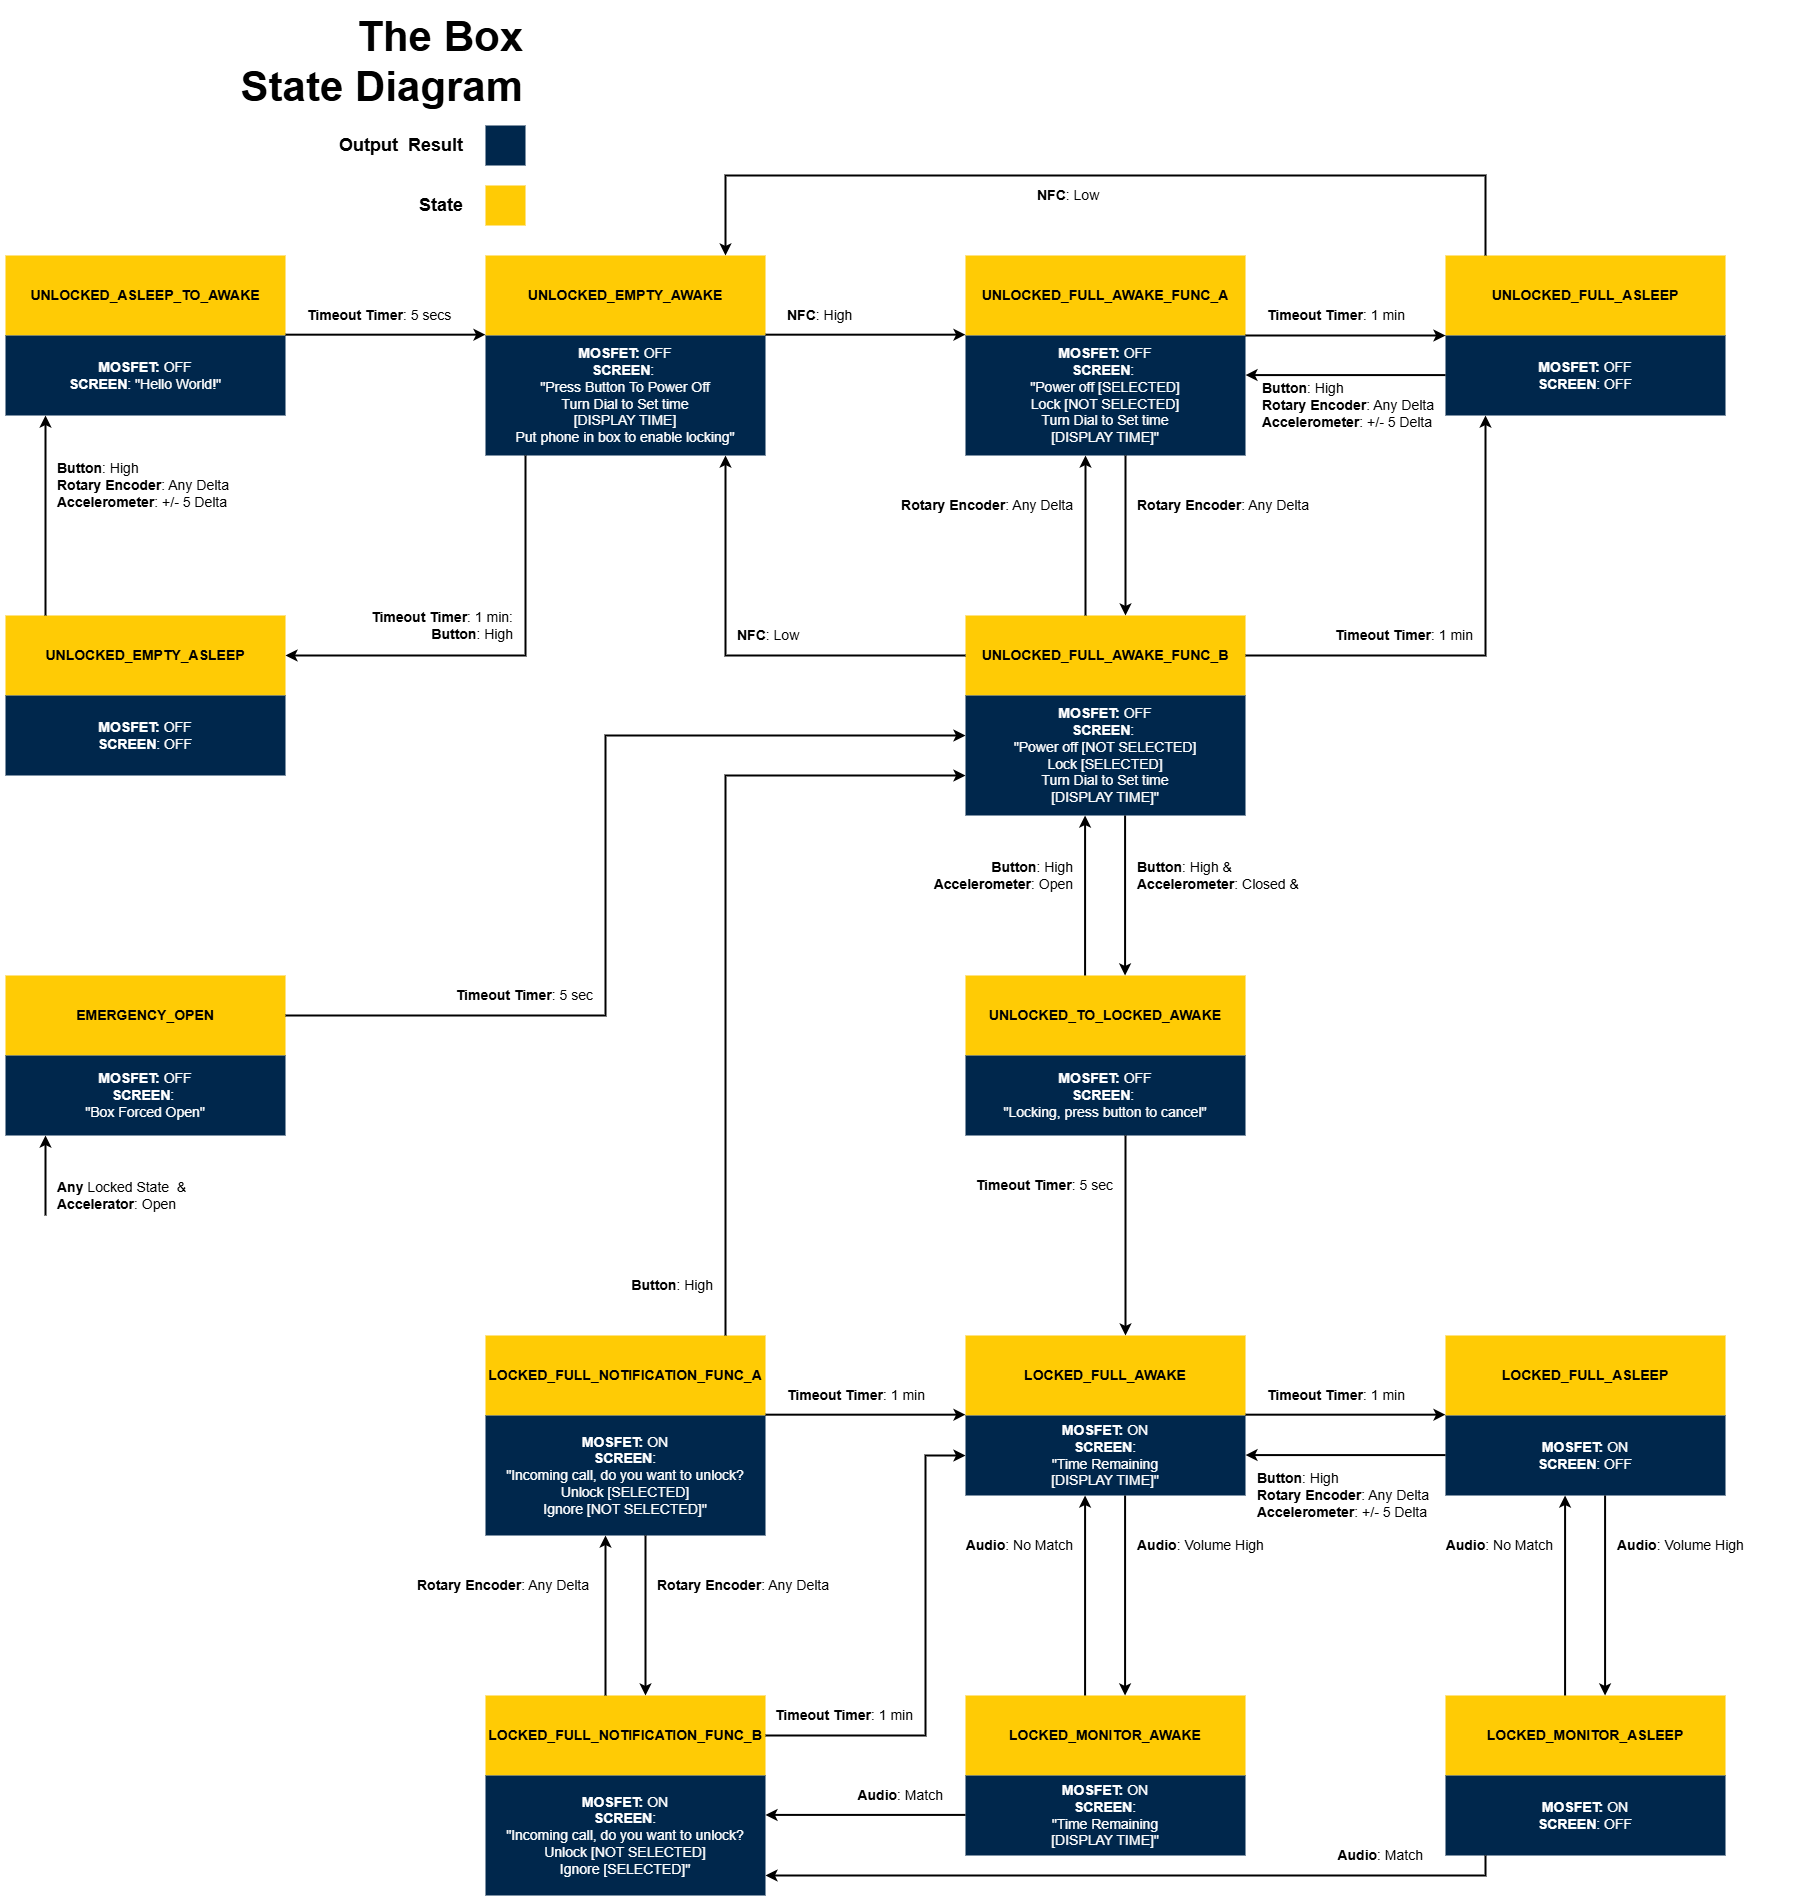 The Box
State Diagram
Output  Result
State
NFC: Low
UNLOCKED_ASLEEP_TO_AWAKE
MOSFET: OFF
SCREEN: "Hello World!"
Timeout Timer: 5 secs
UNLOCKED_EMPTY_AWAKE
MOSFET: OFF
SCREEN:
"Press Button To Power Off
Turn Dial to Set time
[DISPLAY TIME]
Put phone in box to enable locking"
NFC: High
UNLOCKED_FULL_AWAKE_FUNC_A
MOSFET: OFF
SCREEN:
"Power off [SELECTED]
Lock [NOT SELECTED]
Turn Dial to Set time
[DISPLAY TIME]"
Timeout Timer: 1 min
Button: High
Rotary Encoder: Any Delta
Accelerometer: +/- 5 Delta
UNLOCKED_FULL_ASLEEP
MOSFET: OFF
SCREEN: OFF
Button: High
Rotary Encoder: Any Delta
Accelerometer: +/- 5 Delta
Rotary Encoder: Any Delta
Rotary Encoder: Any Delta
Timeout Timer: 1 min:
Button: High
NFC: Low
Timeout Timer: 1 min
UNLOCKED_EMPTY_ASLEEP
MOSFET: OFF
SCREEN: OFF
UNLOCKED_FULL_AWAKE_FUNC_B
MOSFET: OFF
SCREEN:
"Power off [NOT SELECTED]
Lock [SELECTED]
Turn Dial to Set time
[DISPLAY TIME]"
Button: High
Accelerometer: Open
Button: High &
Accelerometer: Closed &
Timeout Timer: 5 sec
EMERGENCY_OPEN
MOSFET: OFF
SCREEN:
"Box Forced Open"
UNLOCKED_TO_LOCKED_AWAKE
MOSFET: OFF
SCREEN:
"Locking, press button to cancel"
Any Locked State  &
Accelerator: Open
Timeout Timer: 5 sec
Button: High
LOCKED_FULL_NOTIFICATION_FUNC_A
MOSFET: ON
SCREEN:
"Incoming call, do you want to unlock?
Unlock [SELECTED]
Ignore [NOT SELECTED]"
Timeout Timer: 1 min
LOCKED_FULL_AWAKE
MOSFET: ON
SCREEN:
"Time Remaining
[DISPLAY TIME]"
Timeout Timer: 1 min
Button: High
Rotary Encoder: Any Delta
Accelerometer: +/- 5 Delta
LOCKED_FULL_ASLEEP
MOSFET: ON
SCREEN: OFF
Audio: No Match
Audio: Volume High
Audio: No Match
Audio: Volume High
Rotary Encoder: Any Delta
Rotary Encoder: Any Delta
Timeout Timer: 1 min
LOCKED_FULL_NOTIFICATION_FUNC_B
MOSFET: ON
SCREEN:
"Incoming call, do you want to unlock?
Unlock [NOT SELECTED]
Ignore [SELECTED]"
Audio: Match
LOCKED_MONITOR_AWAKE
MOSFET: ON
SCREEN:
"Time Remaining
[DISPLAY TIME]"
LOCKED_MONITOR_ASLEEP
MOSFET: ON
SCREEN: OFF
Audio: Match